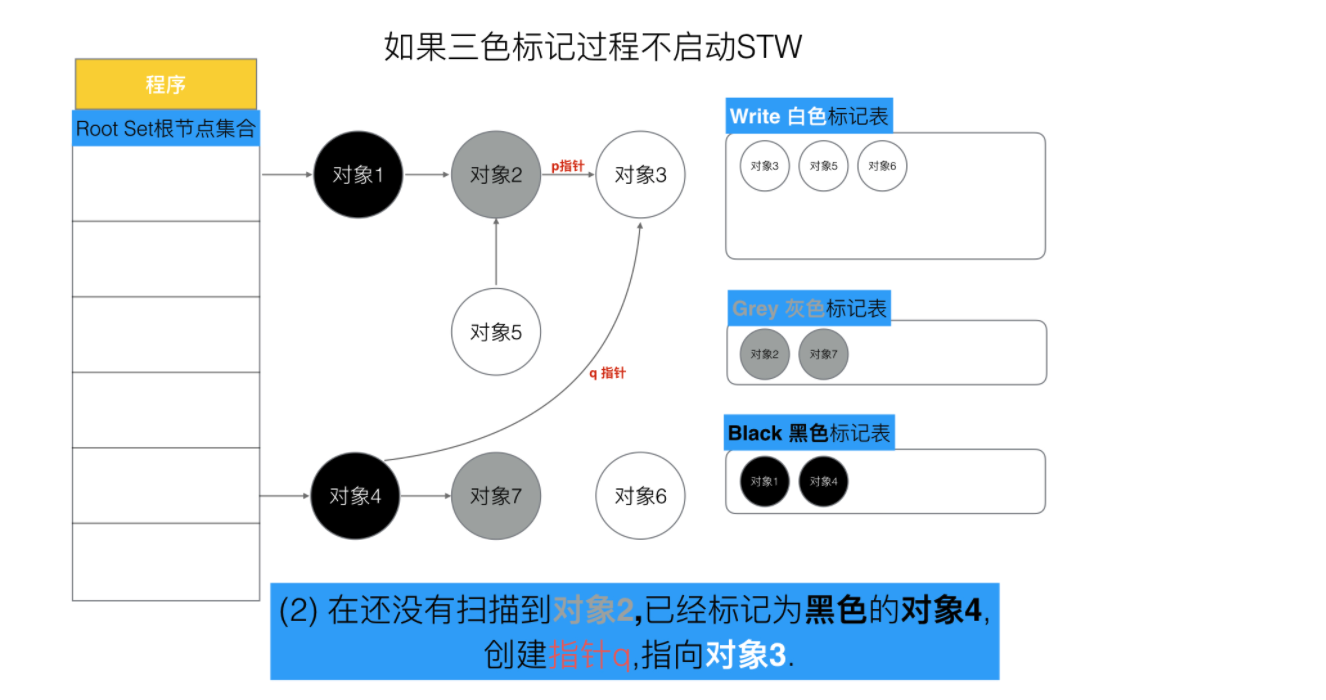 如果三色标记过程不启动STW
程序
Root Set根节点集合
对象1
对象2
p指针
对象3
对象5
q 指针
对象4
对象7
对象6
Write 白色标记表
对象3
对象5
对象6
Grey 灰色标记表
对象2
对象7
Black 黑色标记表
对象1
对象4
(2) 在还没有扫描到对象2,已经标记为黑色的对象4,
创建指针q,指向对象3.